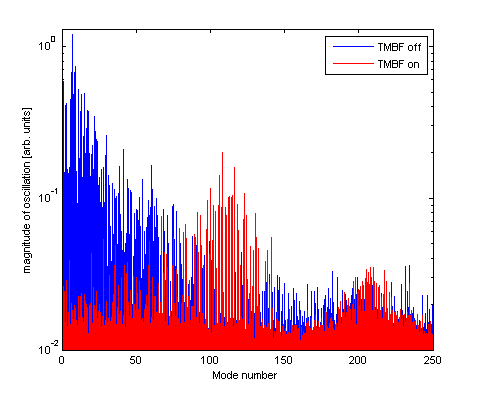 TMBF off
TMBF on
10^0
10^-1
10^-2
magnitude of oscillation [arb. units]
0 50 100 150 200 250
Mode number